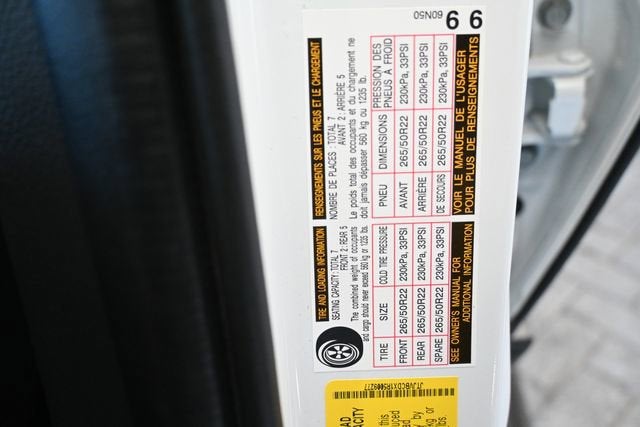 TIRE AND LOADING INFORMATION
SEATING CAPACITY: TOTAL 7
FRONT 2: REAR 5
The combined weight of occupants
and cargo should never exceed 560 kg or 1235 lbs.
TIRE SIZE COLD TIRE PRESSURE
FRONT 265/50R22 230kPa, 33PSI
REAR 265/50R22 230kPa, 33PSI
SPARE 265/50R22 230kPa, 33PSI
SEE OWNER'S MANUAL FOR
ADDITIONAL INFORMATION
RENSEIGNEMENTS SUR LES PNEUS ET LE CHARGEMENT
NOMBRE DE PLACES : TOTAL 7
AVANT 2 : ARRIÈRE 5
Le poids total des occupants et du chargement ne
doit jamais dépasser 560 kg ou 1235 lb.
PNEU DIMENSIONS PRESSION DES
PNEUS À FROID
AVANT 265/50R22 230kPa, 33PSI
ARRIÈRE 265/50R22 230kPa, 33PSI
DE SECOURS 265/50R22 230kPa, 33PSI
VOIR LE MANUEL DE L'USAGER
POUR PLUS DE RENSEIGNEMENTS
60N50 99
JTJVBCDX1R5009277